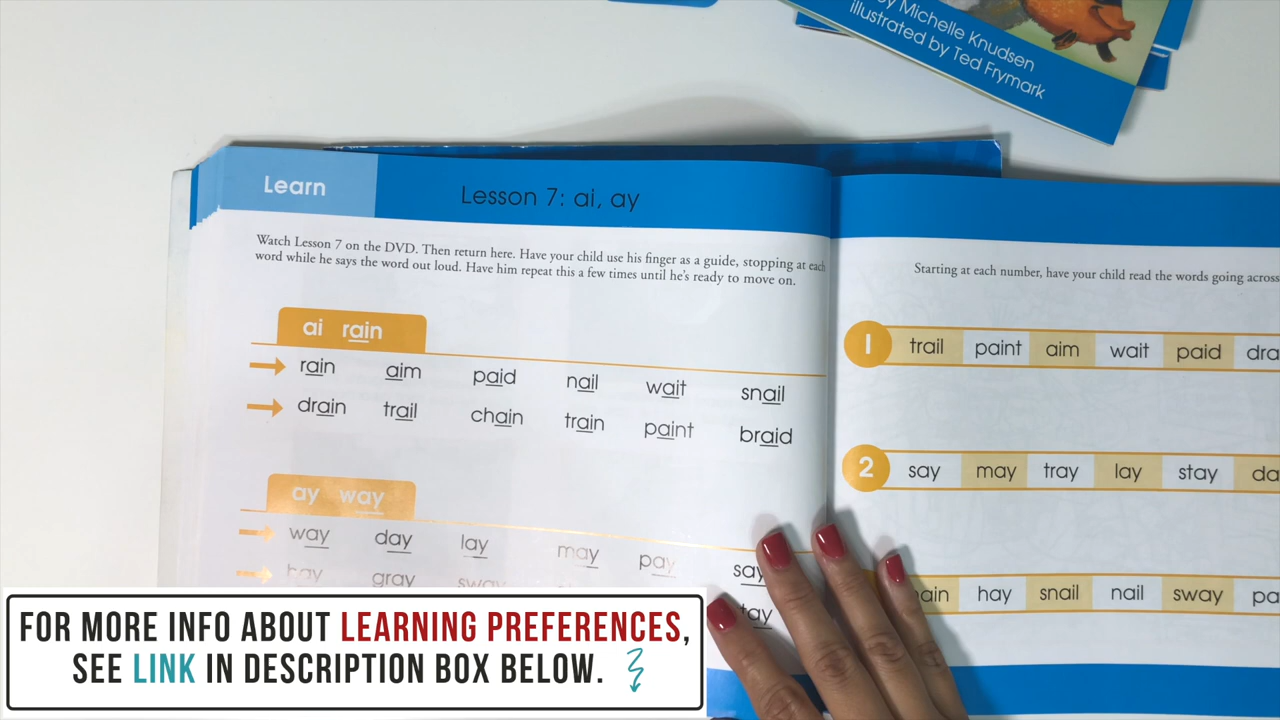 by Michelle Knudsen
illustrated by Ted Frymark
Learn
Lesson 7: ai, ay
Watch Lesson 7 on the DVD. Then return here. Have your child use his finger as a guide, stopping at each
word while he says the word out loud. Have him repeat this a few times until he's ready to move on.
ai rain
rain aim paid nail wait snail
drain trail chain train paint braid
ay way
way day lay may pay say
hay gray sway
Starting at each number, have your child read the words going across
1 trail paint aim wait paid
2 say may tray lay stay
hay snail nail sway
FOR MORE INFO ABOUT LEARNING PREFERENCES,
SEE LINK IN DESCRIPTION BOX BELOW.